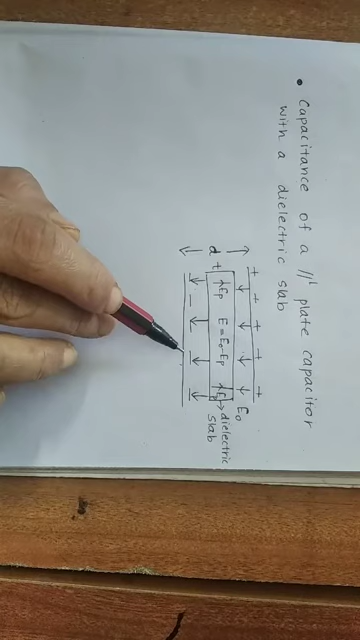 • Capacitance of a ||l plate capacitor
with a dielectric slab
+ + + + +
E₀
d t
Ep E = E₀ - Ep
dielectric
slab